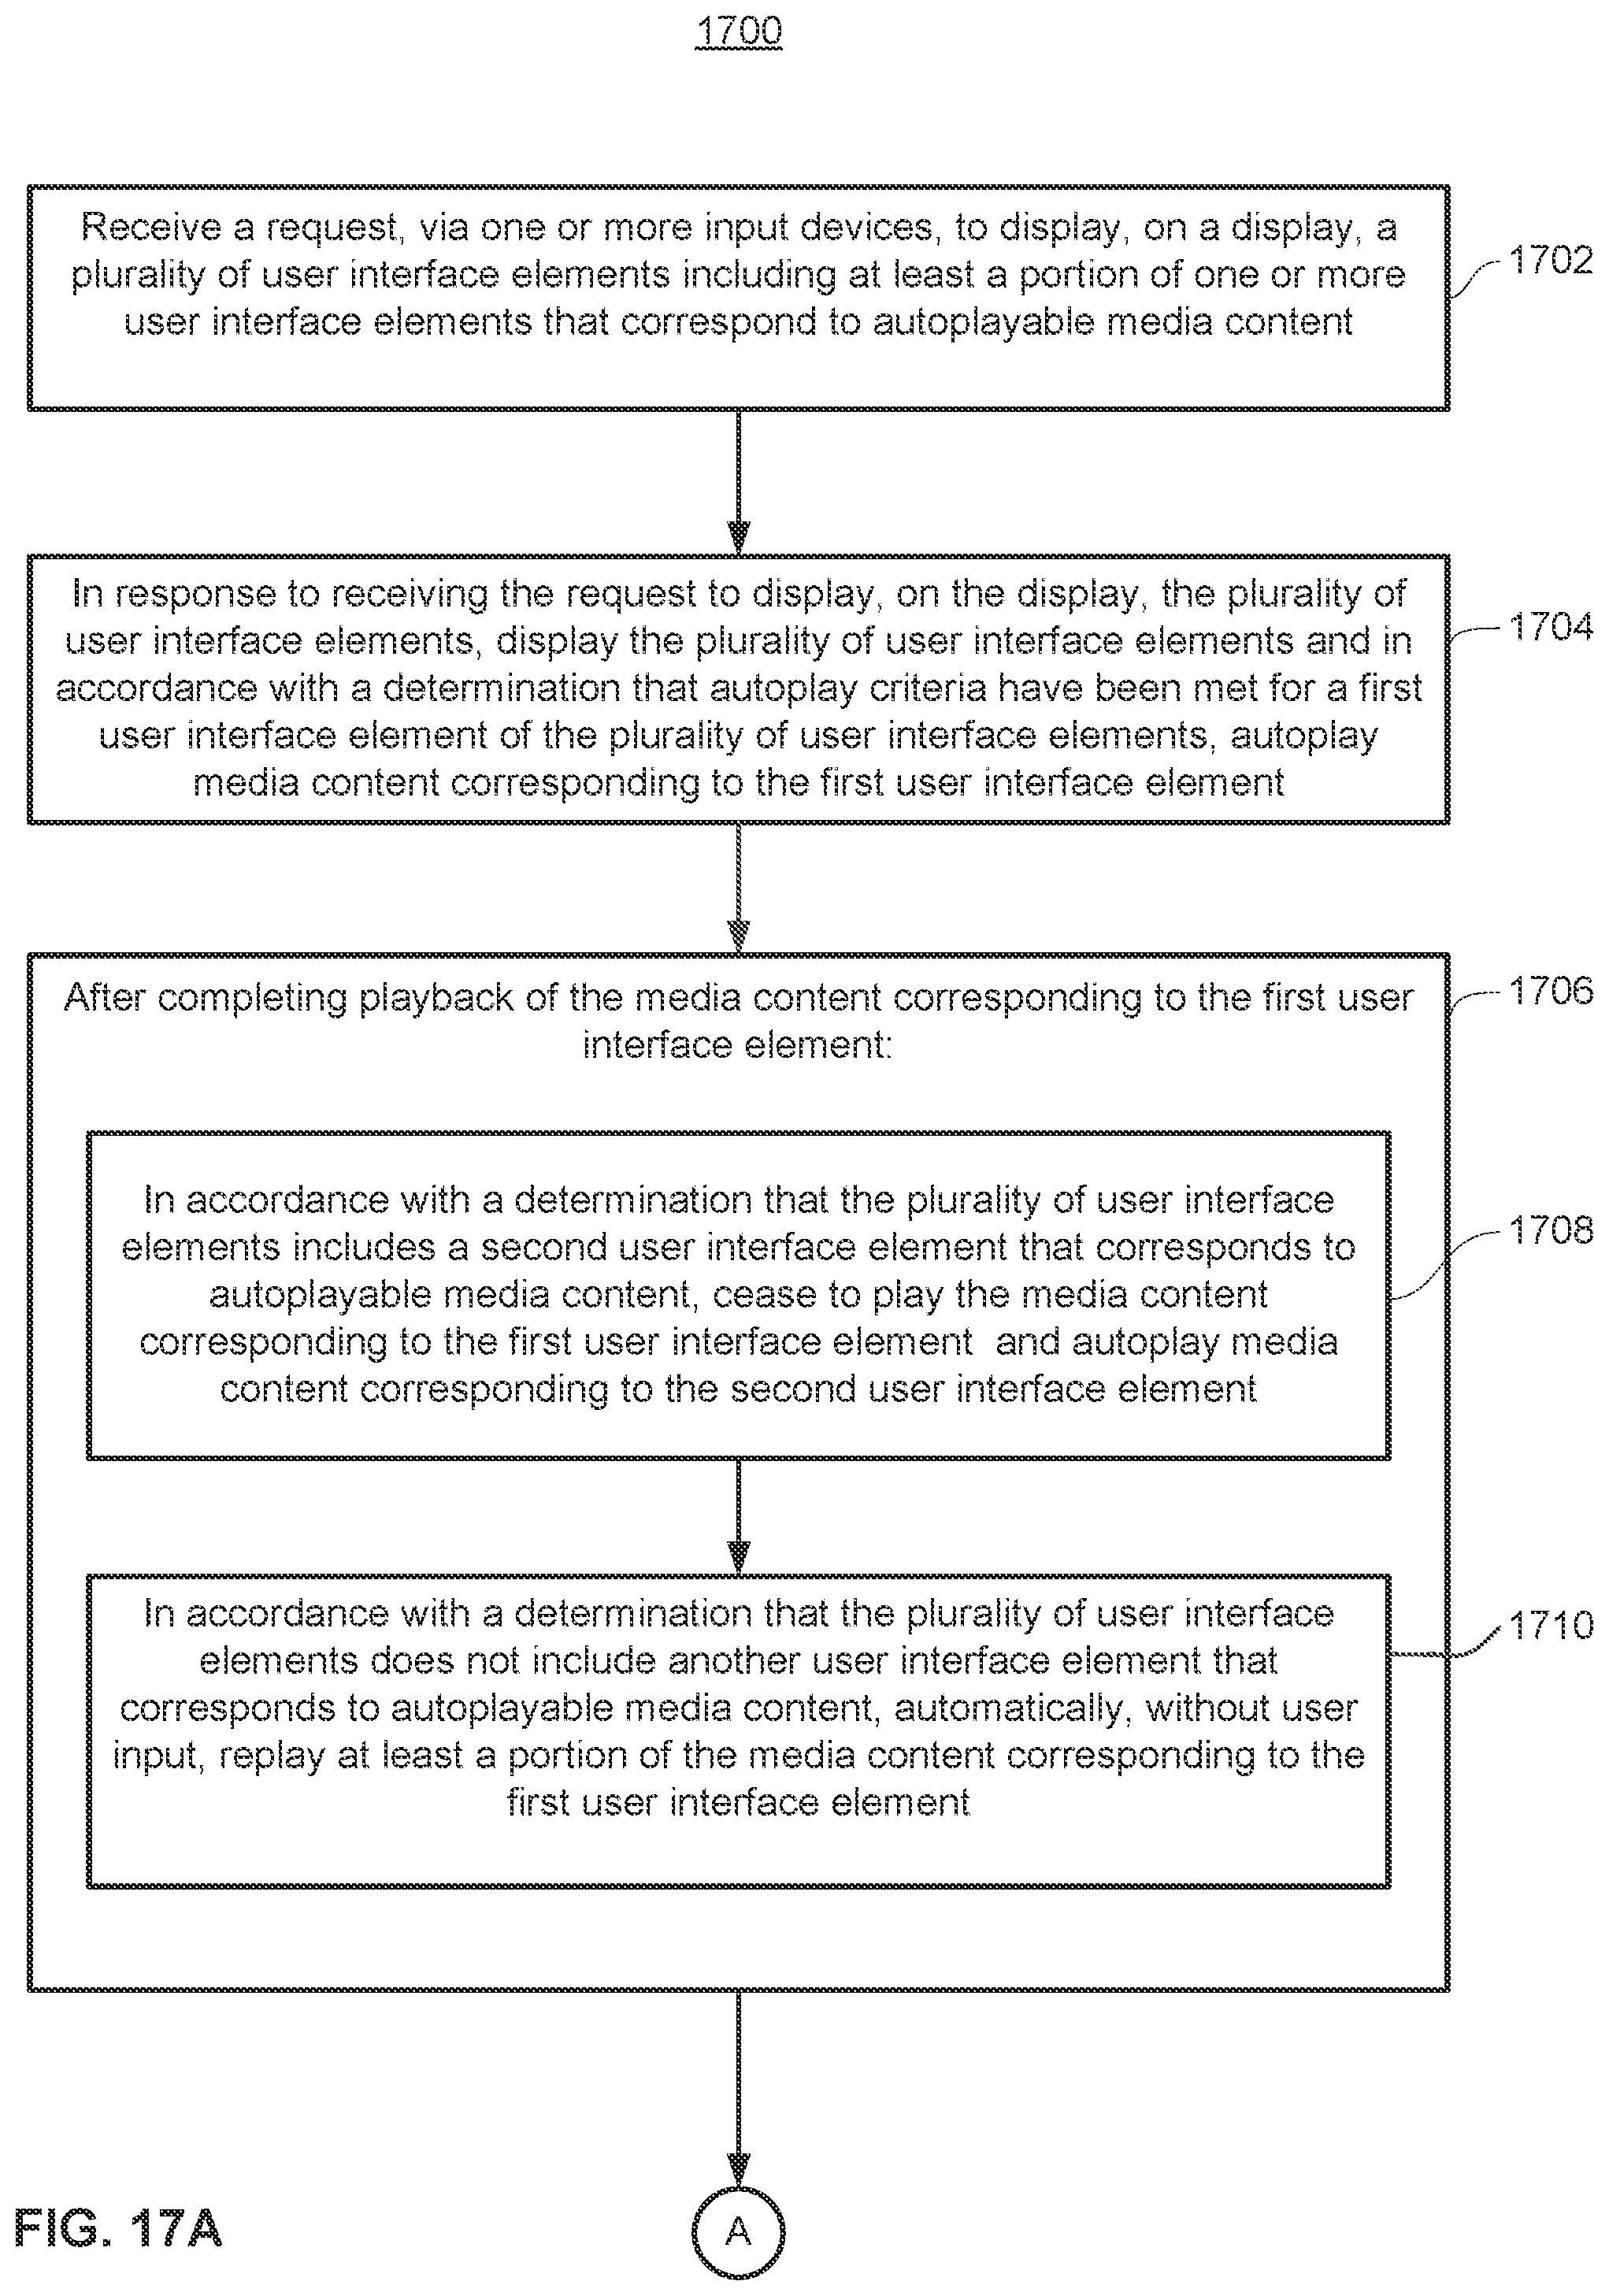 1700
Receive a request, via one or more input devices, to display, on a display, a
plurality of user interface elements including at least a portion of one or more
user interface elements that correspond to autoplayable media content
1702
In response to receiving the request to display, on the display, the plurality of
user interface elements, display the plurality of user interface elements and in
accordance with a determination that autoplay criteria have been met for a first
user interface element of the plurality of user interface elements, autoplay
media content corresponding to the first user interface element
1704
After completing playback of the media content corresponding to the first user
interface element:
1706
In accordance with a determination that the plurality of user interface
elements includes a second user interface element that corresponds to
autoplayable media content, cease to play the media content
corresponding to the first user interface element and autoplay media
content corresponding to the second user interface element
1708
In accordance with a determination that the plurality of user interface
elements does not include another user interface element that
corresponds to autoplayable media content, automatically, without user
input, replay at least a portion of the media content corresponding to the
first user interface element
1710
FIG. 17A
A